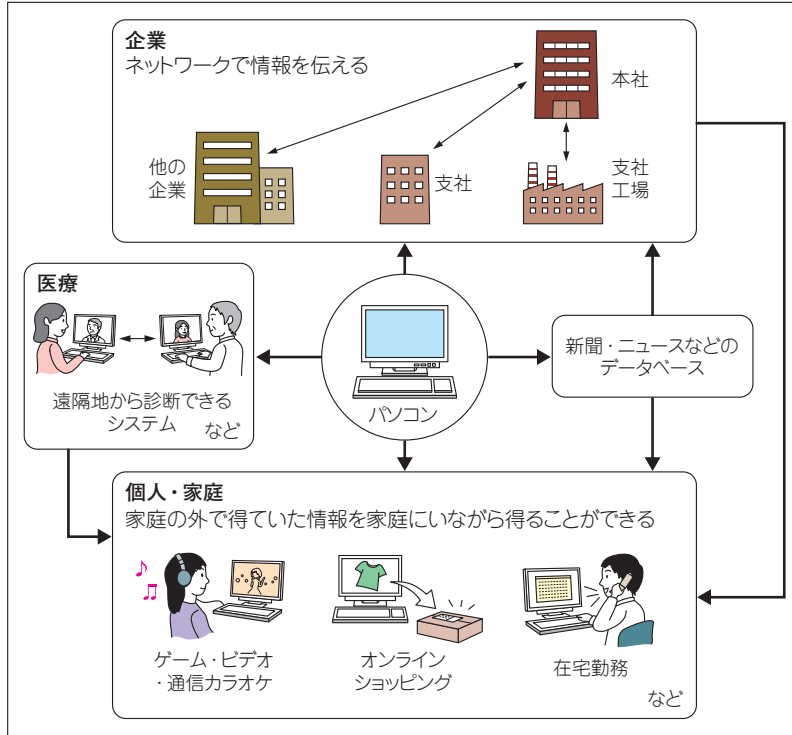 企業
ネットワークで情報を伝える
本社
他の
企業
支社
支社
工場
医療
遠隔地から診断できる
システム
など
パソコン
新聞・ニュースなどの
データベース
個人・家庭
家庭の外で得ていた情報を家庭にいながら得ることができる
ゲーム・ビデオ
・通信カラオケ
オンライン
ショッピング
在宅勤務
など